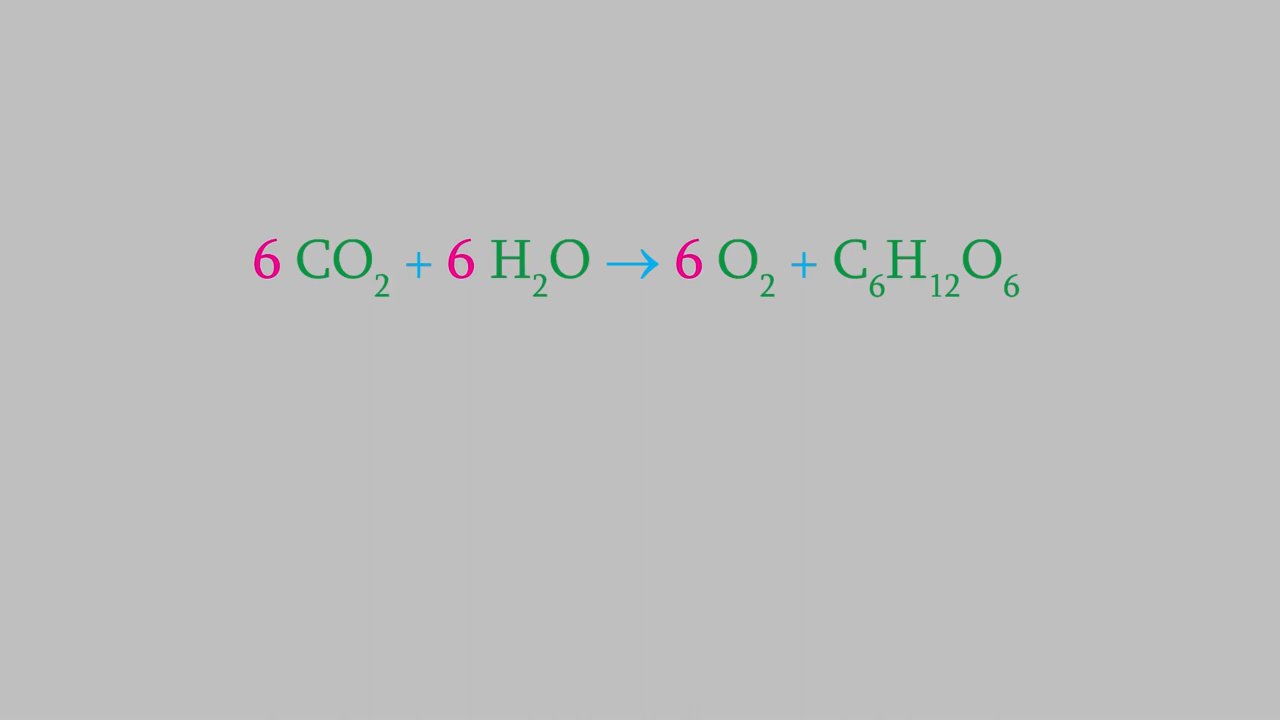 6 CO₂ + 6 H₂O → 6 O₂ + C₆H₁₂O₆